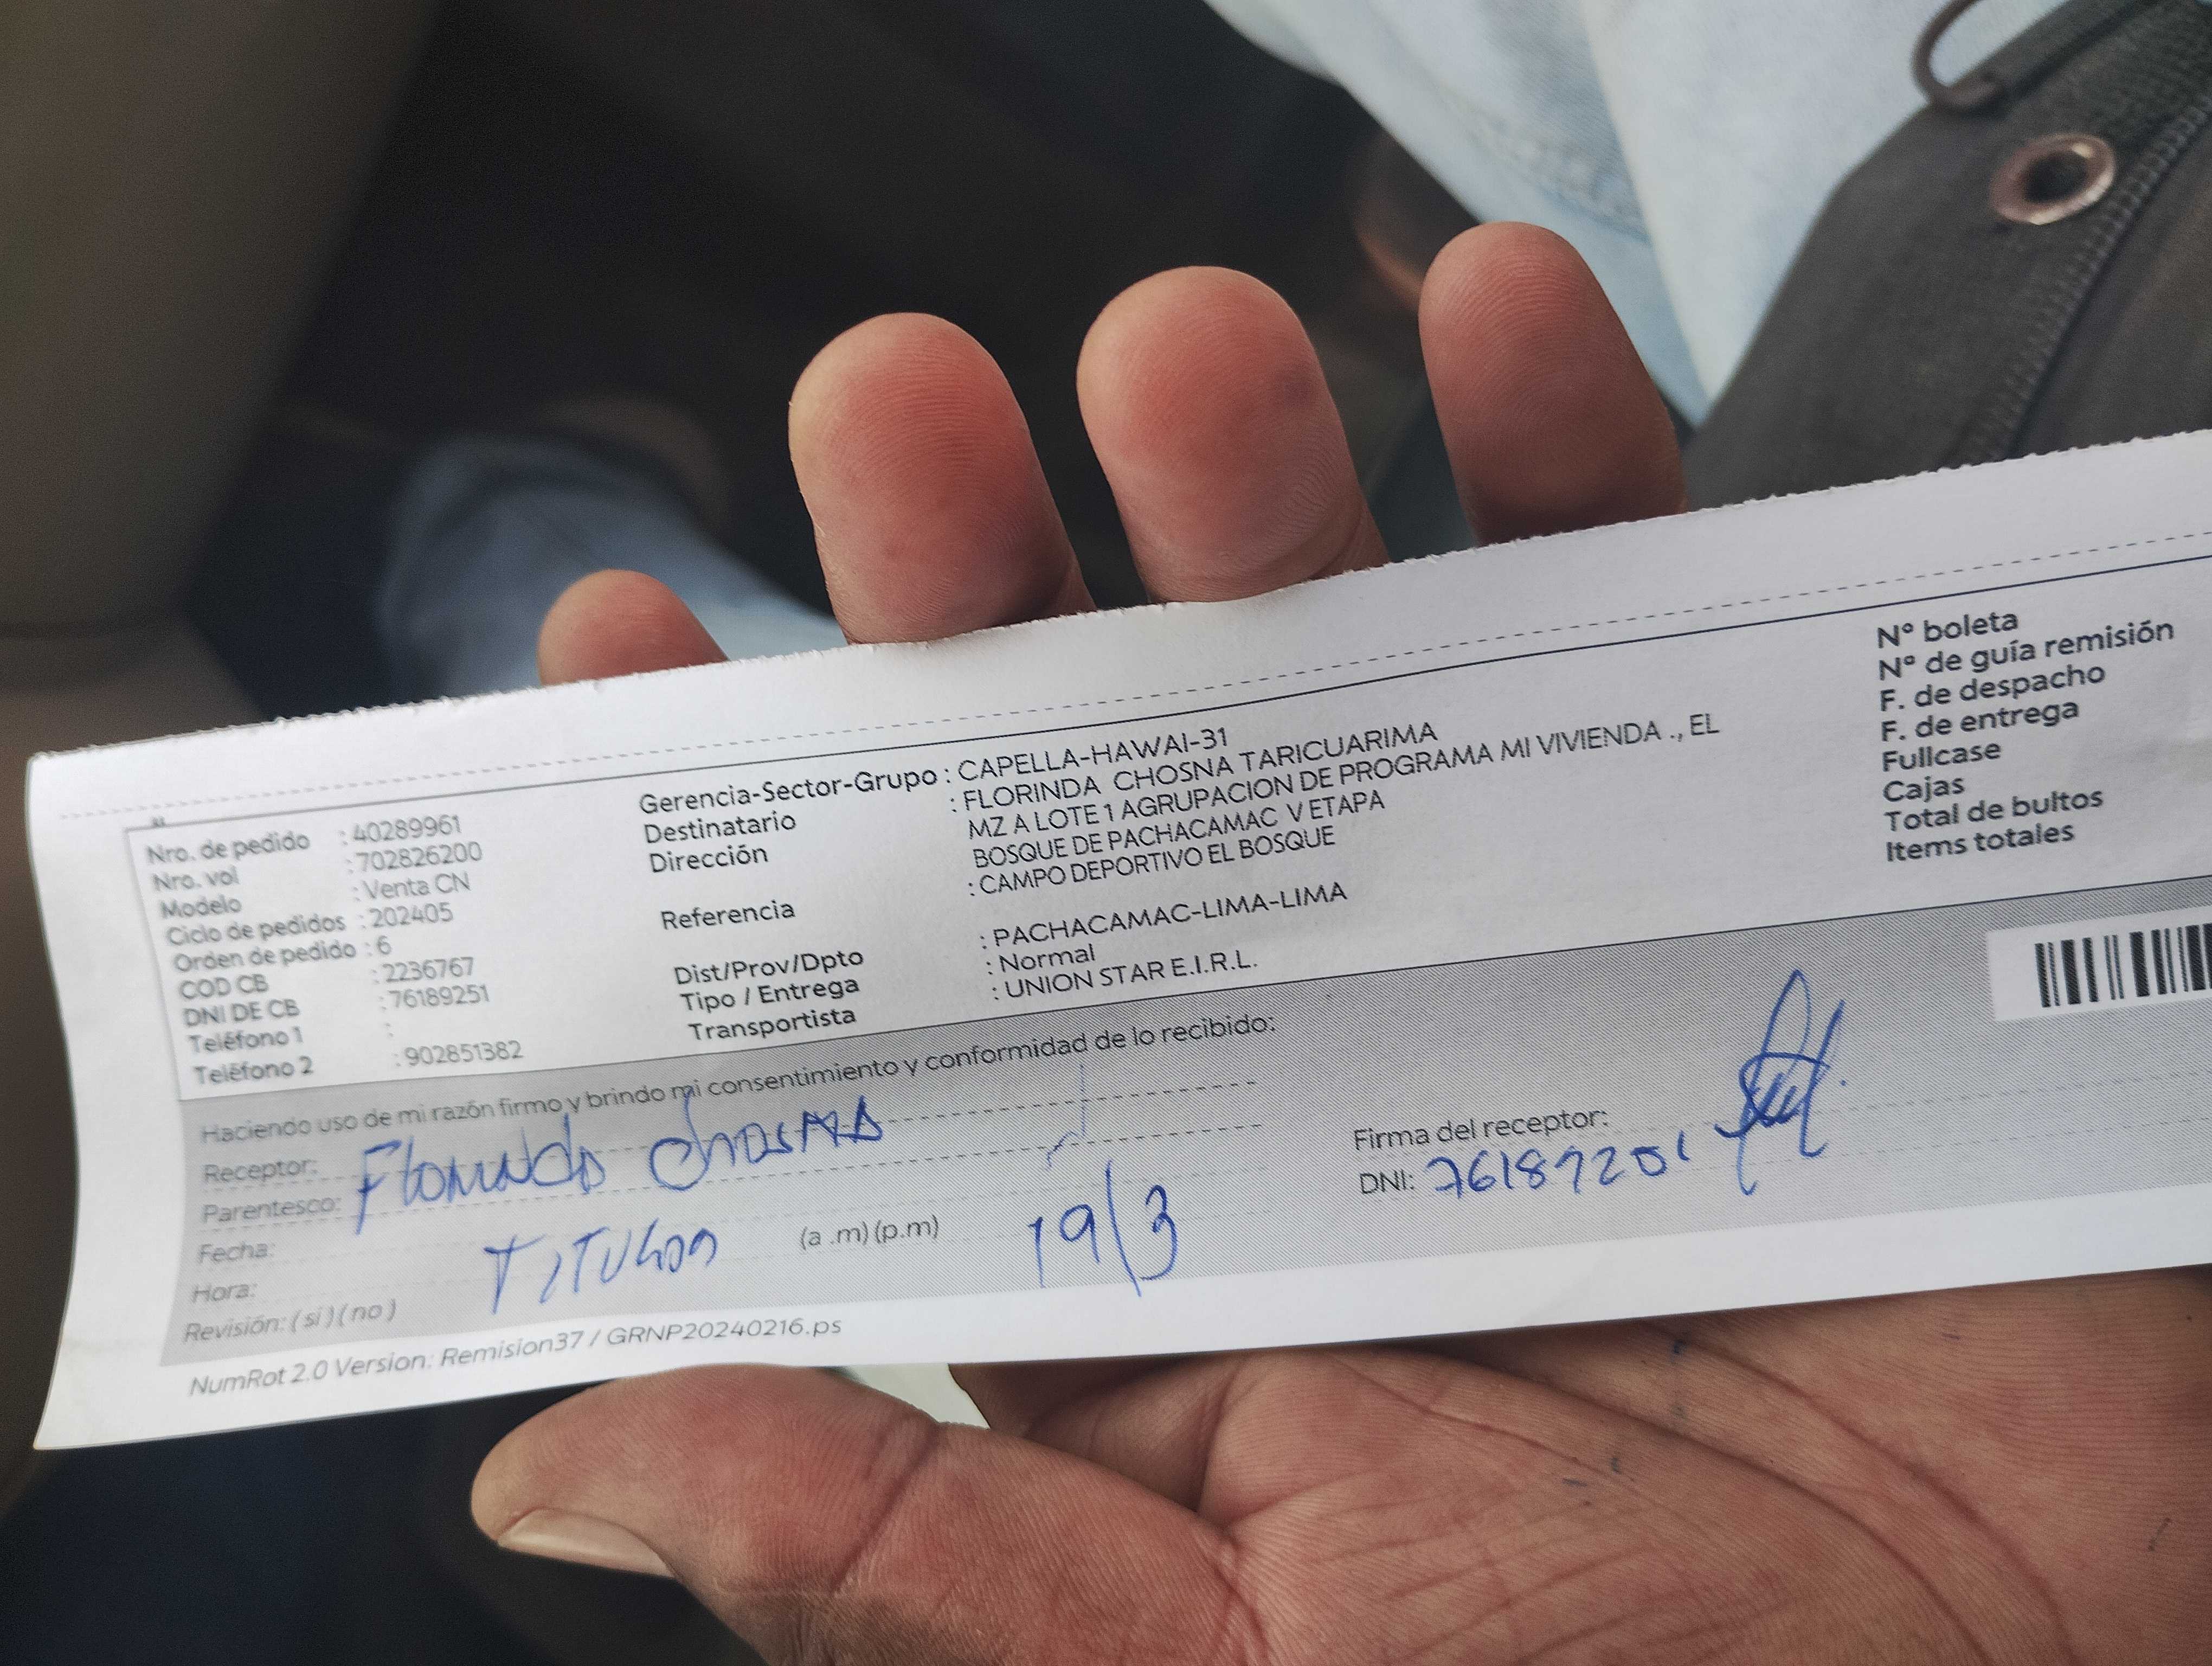 Nro. de pedido : 40289961
Nro. vol : 702826200
Modelo : Venta CN
Ciclo de pedidos : 202405
Orden de pedido : 6
COD CB : 2236767
DNI DE CB : 76189251
Teléfono 1 :
Teléfono 2 : 902851382
Gerencia-Sector-Grupo : CAPELLA-HAWAI-31
Destinatario : FLORINDA CHOSNA TARICUARIMA
Dirección MZ A LOTE 1 AGRUPACION DE PROGRAMA MI VIVIENDA ., EL
BOSQUE DE PACHACAMAC V ETAPA
Referencia : CAMPO DEPORTIVO EL BOSQUE
Dist/Prov/Dpto : PACHACAMAC-LIMA-LIMA
Tipo / Entrega : Normal
Transportista : UNION STAR E.I.R.L.
N° boleta
N° de guía remisión
F. de despacho
F. de entrega
Fullcase
Cajas
Total de bultos
Items totales
Haciendo uso de mi razón firmo y brindo mi consentimiento y conformidad de lo recibido:
Receptor:
Parentesco:
Fecha:
Hora: (a .m) (p.m) 19/3
Revisión: ( si ) ( no )
Firma del receptor:
DNI:
NumRot 2.0 Version: Remision37 / GRNP20240216.ps